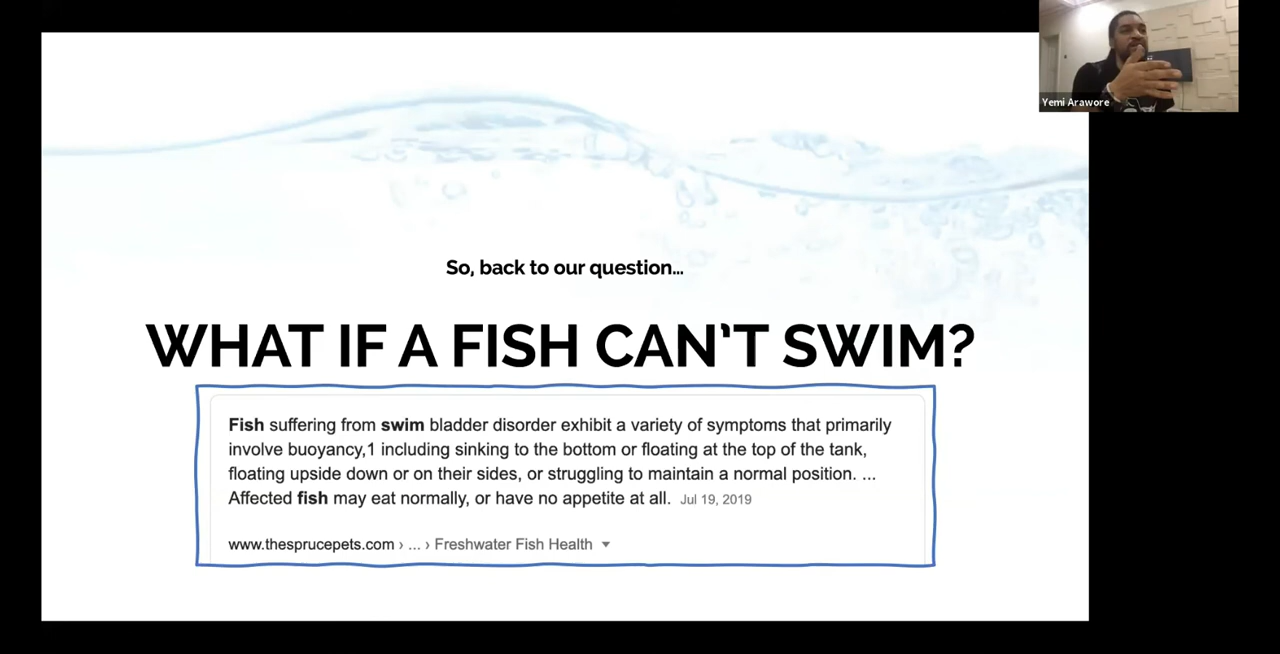 Yemi Arawore
So, back to our question...
WHAT IF A FISH CAN'T SWIM?
Fish suffering from swim bladder disorder exhibit a variety of symptoms that primarily
involve buoyancy,1 including sinking to the bottom or floating at the top of the tank,
floating upside down or on their sides, or struggling to maintain a normal position. ...
Affected fish may eat normally, or have no appetite at all. Jul 19, 2019
www.thesprucepets.com › ... › Freshwater Fish Health